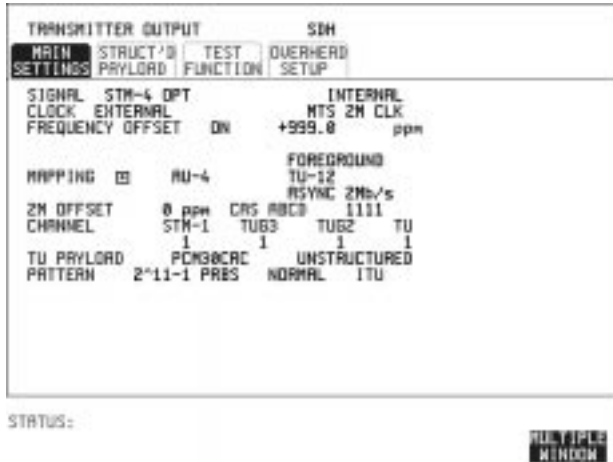 TRANSMITTER OUTPUT SDH
MAIN SETTINGS STRUCT'D PAYLOAD TEST FUNCTION OVERHEAD SETUP
SIGNAL STM-4 OPT INTERNAL
CLOCK EXTERNAL MTS 2M CLK
FREQUENCY OFFSET ON +999.0 ppm
FOREGROUND
MAPPING AU-4 TU-12
ASYNC 2Mb/s
2M OFFSET 0 ppm CAS ABCD 1111
CHANNEL STM-1 TUG3 TUG2 TU
1 1 1 1
TU PAYLOAD PCM30CRC UNSTRUCTURED
PATTERN 2^11-1 PRBS NORMAL ITU
STATUS:
MULTIPLE
WINDOW